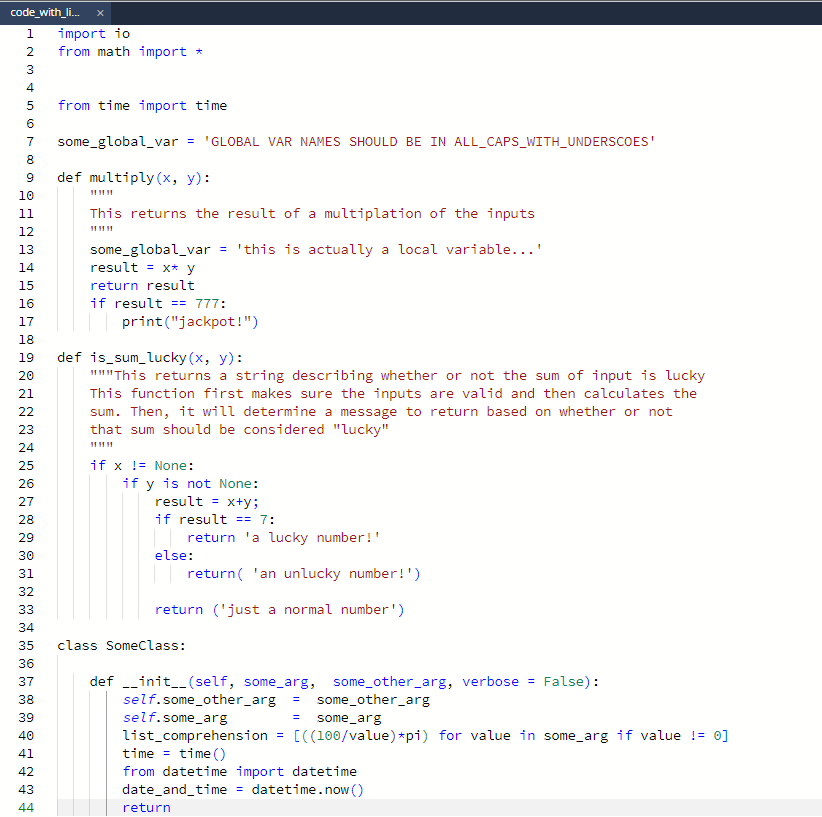 code_with_li... ×
1 import io
2 from math import *
3
4
5 from time import time
6
7 some_global_var = 'GLOBAL VAR NAMES SHOULD BE IN ALL_CAPS_WITH_UNDERSCOES'
8
9 def multiply(x, y):
10     """
11     This returns the result of a multiplation of the inputs
12     """
13     some_global_var = 'this is actually a local variable...'
14     result = x* y
15     return result
16     if result == 777:
17         print("jackpot!")
18
19 def is_sum_lucky(x, y):
20     """This returns a string describing whether or not the sum of input is lucky
21     This function first makes sure the inputs are valid and then calculates the
22     sum. Then, it will determine a message to return based on whether or not
23     that sum should be considered "lucky"
24     """
25     if x != None:
26         if y is not None:
27             result = x+y;
28             if result == 7:
29                 return 'a lucky number!'
30             else:
31                 return( 'an unlucky number!')
32
33             return ('just a normal number')
34
35 class SomeClass:
36
37     def __init__(self, some_arg,  some_other_arg, verbose = False):
38         self.some_other_arg  =  some_other_arg
39         self.some_arg        =  some_arg
40         list_comprehension = [((100/value)*pi) for value in some_arg if value != 0]
41         time = time()
42         from datetime import datetime
43         date_and_time = datetime.now()
44         return